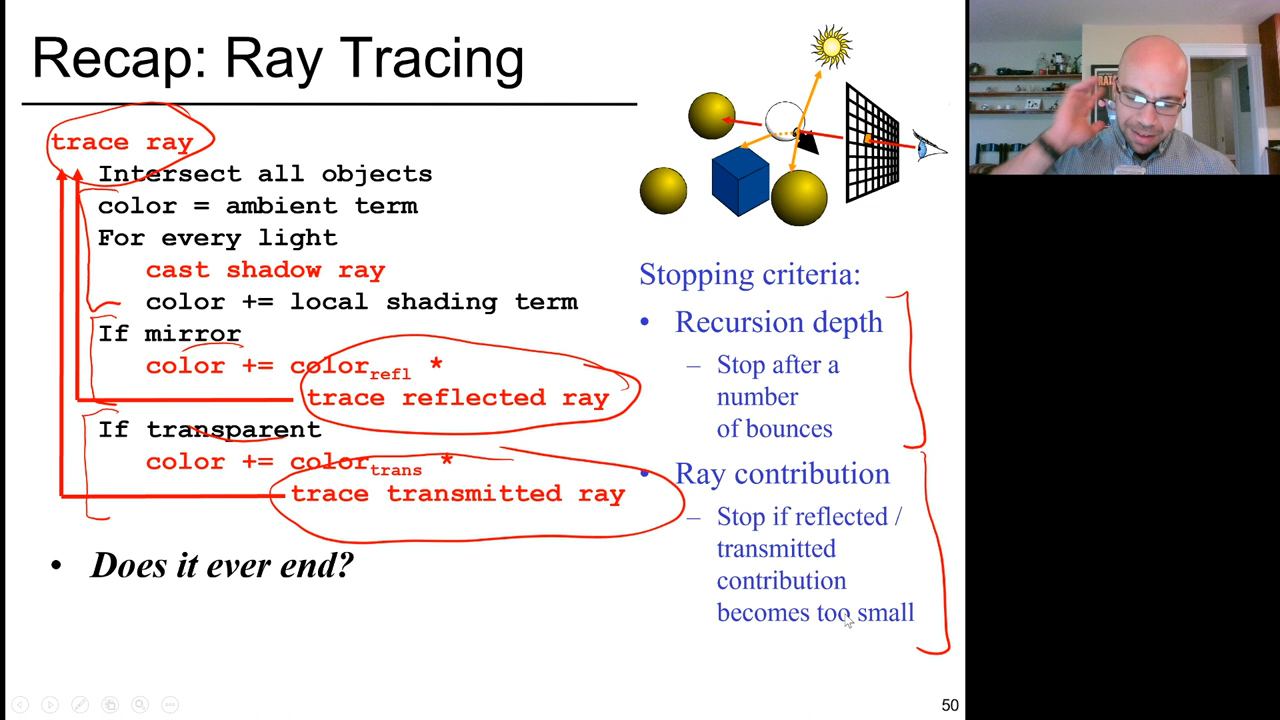 Recap: Ray Tracing
trace ray
Intersect all objects
color = ambient term
For every light
cast shadow ray
color += local shading term
If mirror
color += colorrefl *
trace reflected ray
If transparent
color += colortrans *
trace transmitted ray
• Does it ever end?
Stopping criteria:
• Recursion depth
– Stop after a
number
of bounces
• Ray contribution
– Stop if reflected /
transmitted
contribution
becomes too small
50